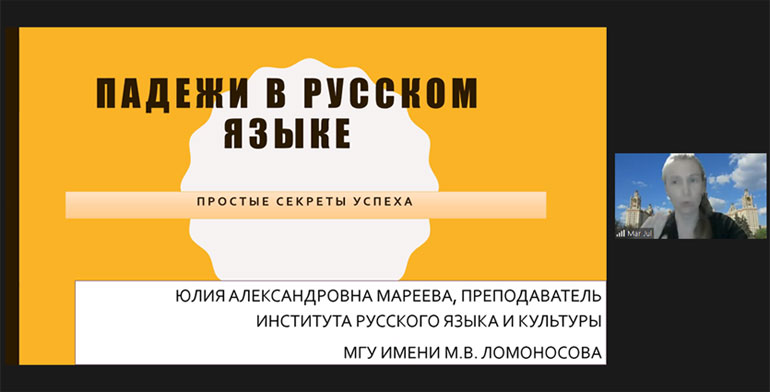 ПАДЕЖИ В РУССКОМ
ЯЗЫКЕ
ПРОСТЫЕ СЕКРЕТЫ УСПЕХА
ЮЛИЯ АЛЕКСАНДРОВНА МАРЕЕВА, ПРЕПОДАВАТЕЛЬ
ИНСТИТУТА РУССКОГО ЯЗЫКА И КУЛЬТУРЫ
МГУ ИМЕНИ М.В. ЛОМОНОСОВА
Mar Jul